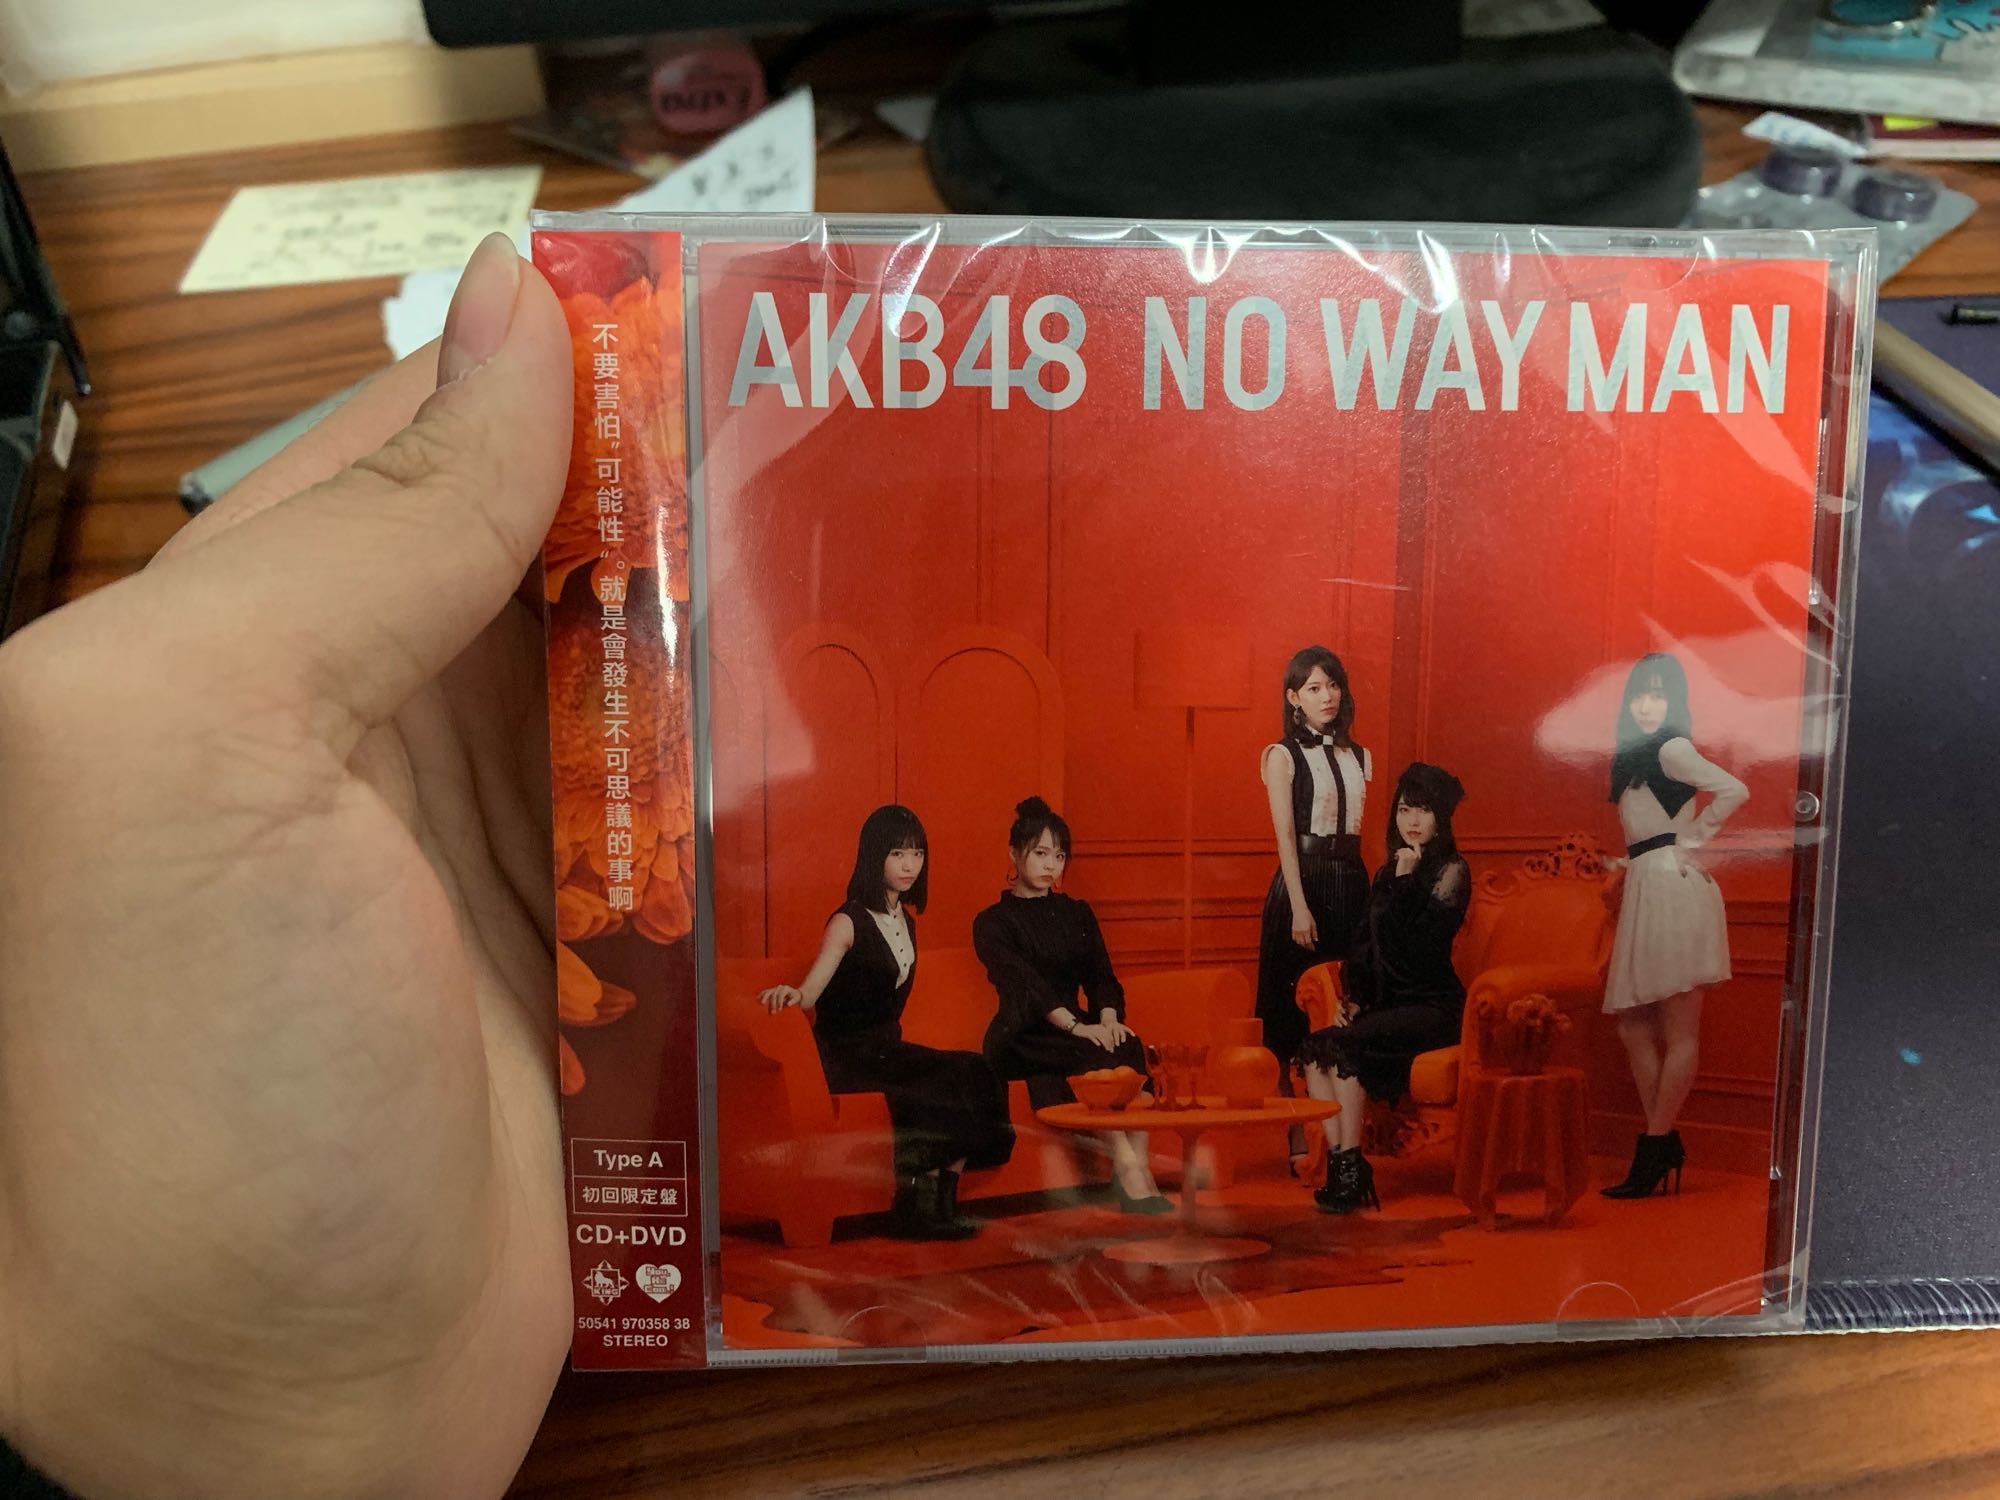 AKB48 NO WAY MAN
不要害怕"可能性"。就是會發生不可思議的事啊
Type A
初回限定盤
CD+DVD
KING
50541 970358 38
STEREO